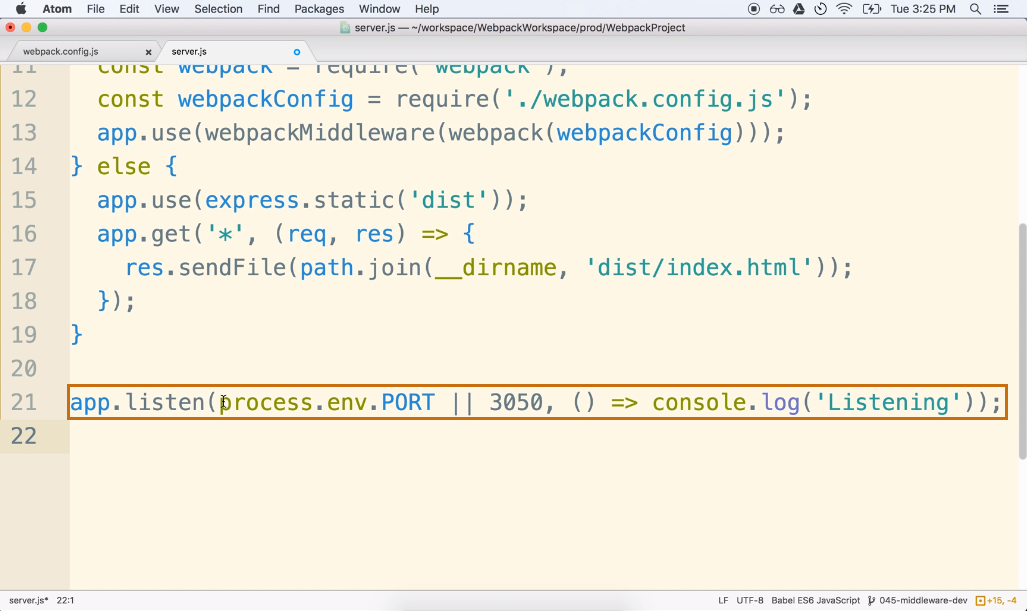 Atom File Edit View Selection Find Packages Window Help Tue 3:25 PM
server.js — ~/workspace/WebpackWorkspace/prod/WebpackProject
webpack.config.js server.js
11 const webpack = require('webpack');
12 const webpackConfig = require('./webpack.config.js');
13 app.use(webpackMiddleware(webpack(webpackConfig)));
14 } else {
15 app.use(express.static('dist'));
16 app.get('*', (req, res) => {
17 res.sendFile(path.join(__dirname, 'dist/index.html'));
18 });
19 }
20
21 app.listen(process.env.PORT || 3050, () => console.log('Listening'));
22
server.js* 22:1 LF UTF-8 Babel ES6 JavaScript 045-middleware-dev +15, -4